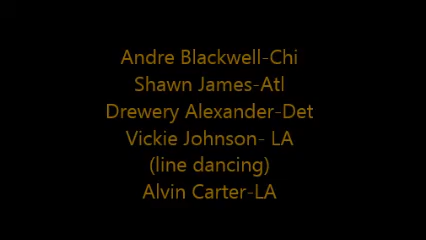 Andre Blackwell-Chi
Shawn James-Atl
Drewery Alexander-Det
Vickie Johnson- LA
(line dancing)
Alvin Carter-LA